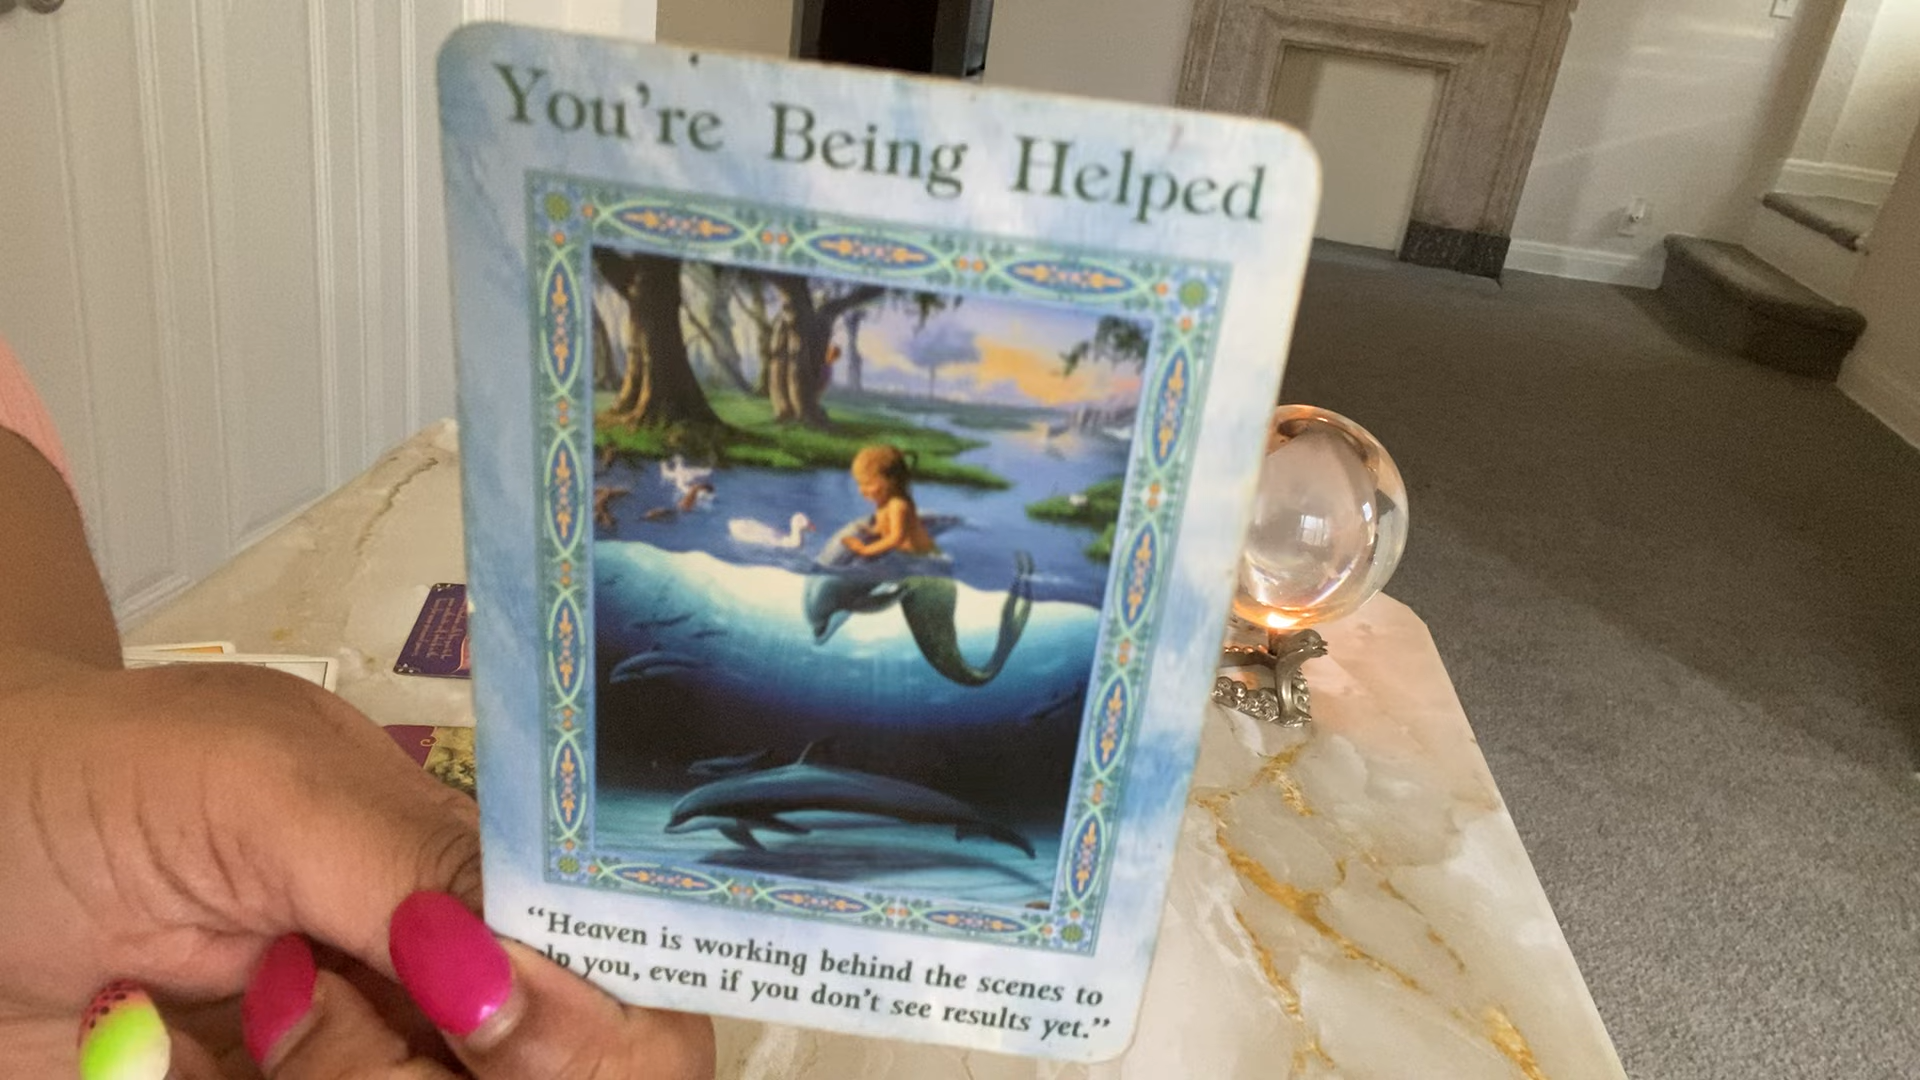 You're Being Helped
"Heaven is working behind the scenes to
you, even if you don't see results yet."